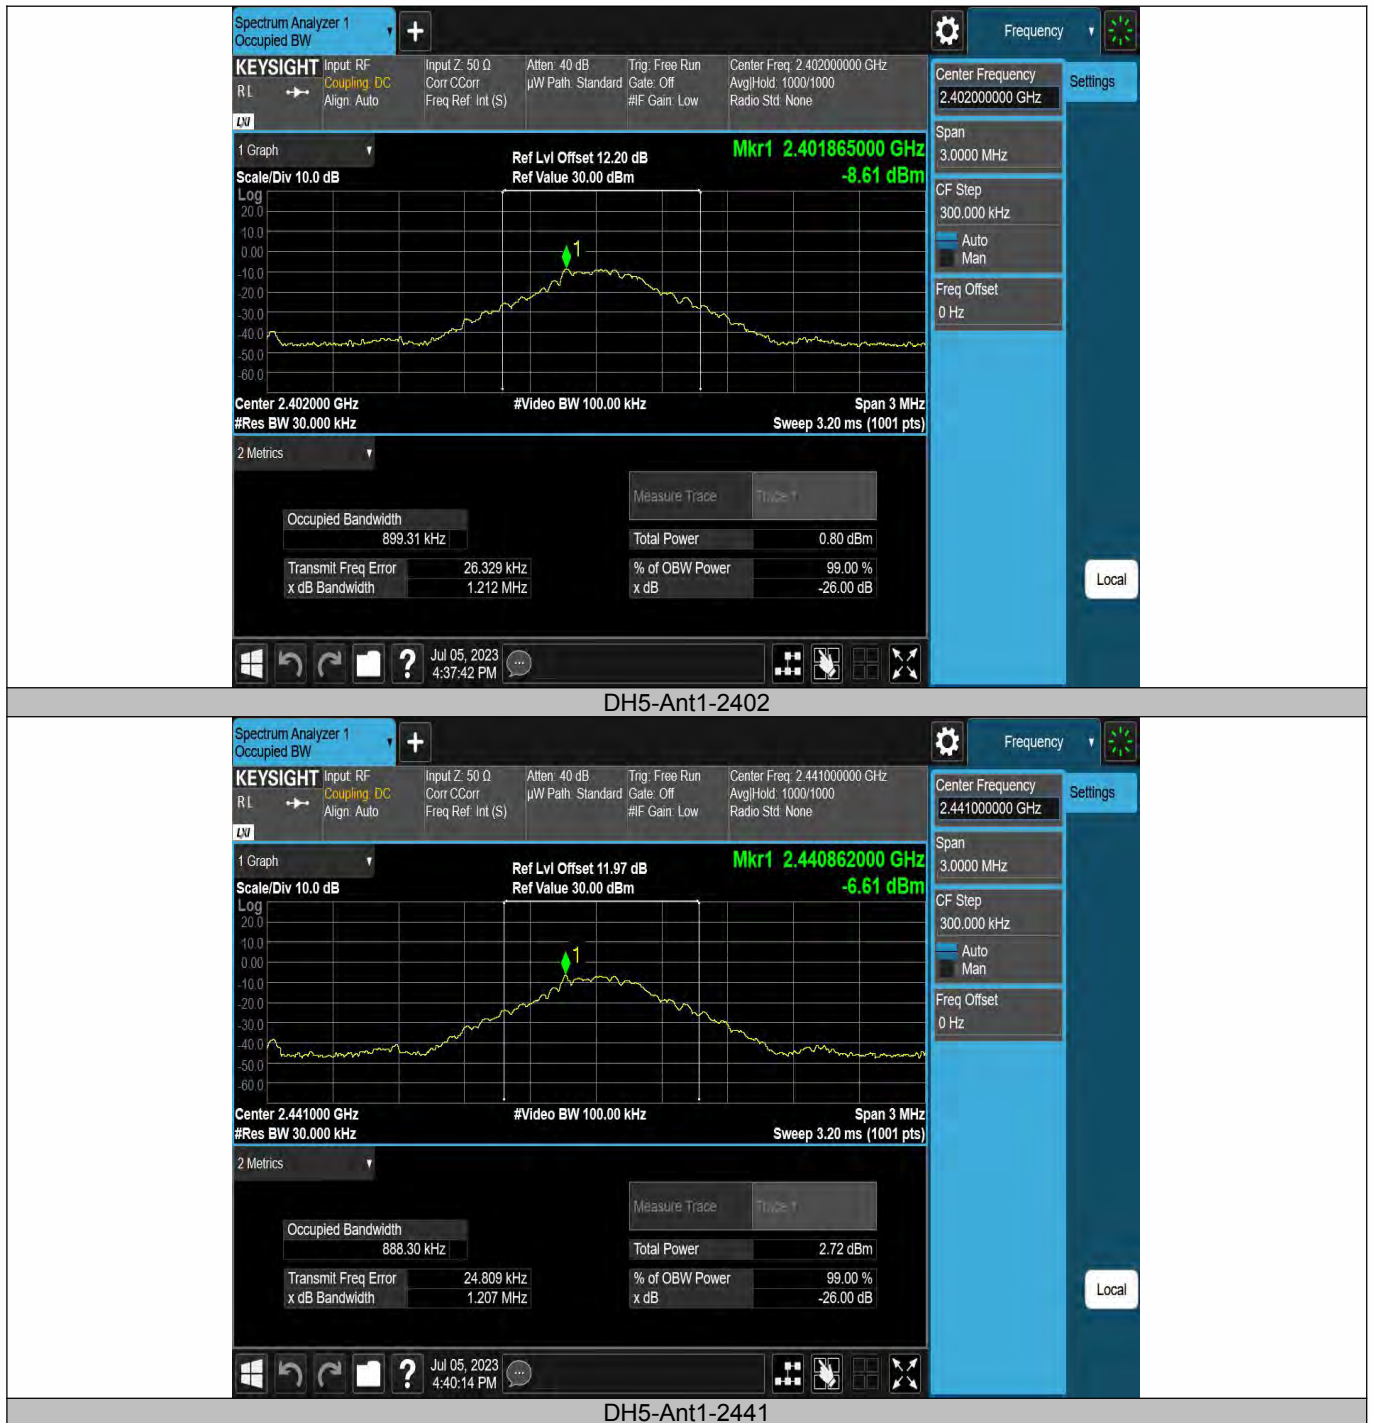 Spectrum Analyzer 1
Occupied BW
Frequency
KEYSIGHT
R L
LXI
Input: RF
Coupling: DC
Align: Auto
Input Z: 50 Ω
Corr CCorr
Freq Ref: Int (S)
Atten: 40 dB
µW Path: Standard
Trig: Free Run
Gate: Off
#IF Gain: Low
Center Freq: 2.402000000 GHz
Avg|Hold: 1000/1000
Radio Std: None
Center Frequency
2.402000000 GHz
Settings
Span
3.0000 MHz
CF Step
300.000 kHz
Auto
Man
Freq Offset
0 Hz
Local
1 Graph
Scale/Div 10.0 dB
Ref Lvl Offset 12.20 dB
Ref Value 30.00 dBm
Mkr1 2.401865000 GHz
-8.61 dBm
Log
20.0
10.0
0.00
-10.0
-20.0
-30.0
-40.0
-50.0
-60.0
1
Center 2.402000 GHz
#Res BW 30.000 kHz
#Video BW 100.00 kHz
Span 3 MHz
Sweep 3.20 ms (1001 pts)
2 Metrics
Measure Trace
Trace 1
Occupied Bandwidth
899.31 kHz
Total Power 0.80 dBm
Transmit Freq Error 26.329 kHz
% of OBW Power 99.00 %
x dB Bandwidth 1.212 MHz
x dB -26.00 dB
?
Jul 05, 2023
4:37:42 PM
DH5-Ant1-2402
Spectrum Analyzer 1
Occupied BW
Frequency
KEYSIGHT
R L
LXI
Input: RF
Coupling: DC
Align: Auto
Input Z: 50 Ω
Corr CCorr
Freq Ref: Int (S)
Atten: 40 dB
µW Path: Standard
Trig: Free Run
Gate: Off
#IF Gain: Low
Center Freq: 2.441000000 GHz
Avg|Hold: 1000/1000
Radio Std: None
Center Frequency
2.441000000 GHz
Settings
Span
3.0000 MHz
CF Step
300.000 kHz
Auto
Man
Freq Offset
0 Hz
Local
1 Graph
Scale/Div 10.0 dB
Ref Lvl Offset 11.97 dB
Ref Value 30.00 dBm
Mkr1 2.440862000 GHz
-6.61 dBm
Log
20.0
10.0
0.00
-10.0
-20.0
-30.0
-40.0
-50.0
-60.0
1
Center 2.441000 GHz
#Res BW 30.000 kHz
#Video BW 100.00 kHz
Span 3 MHz
Sweep 3.20 ms (1001 pts)
2 Metrics
Measure Trace
Trace 1
Occupied Bandwidth
888.30 kHz
Total Power 2.72 dBm
Transmit Freq Error 24.809 kHz
% of OBW Power 99.00 %
x dB Bandwidth 1.207 MHz
x dB -26.00 dB
?
Jul 05, 2023
4:40:14 PM
DH5-Ant1-2441